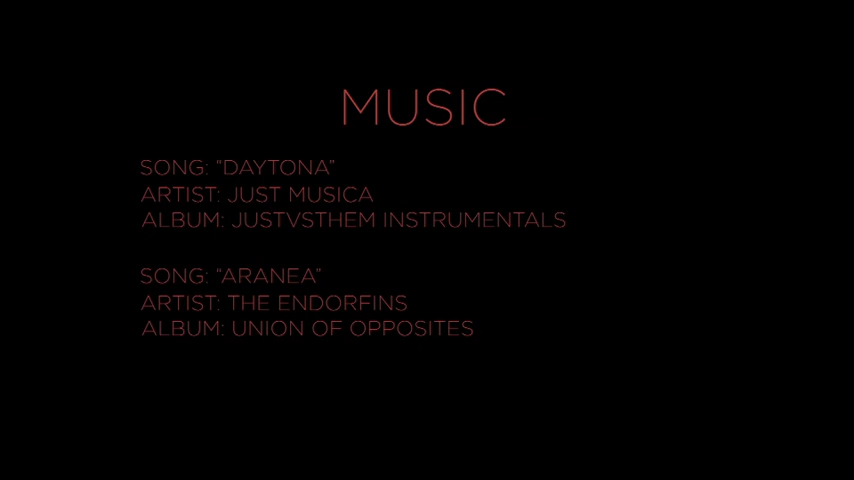 MUSIC
SONG: “DAYTONA”
ARTIST: JUST MUSICA
ALBUM: JUSTVSTHEM INSTRUMENTALS
SONG: “ARANEA”
ARTIST: THE ENDORFINS
ALBUM: UNION OF OPPOSITES